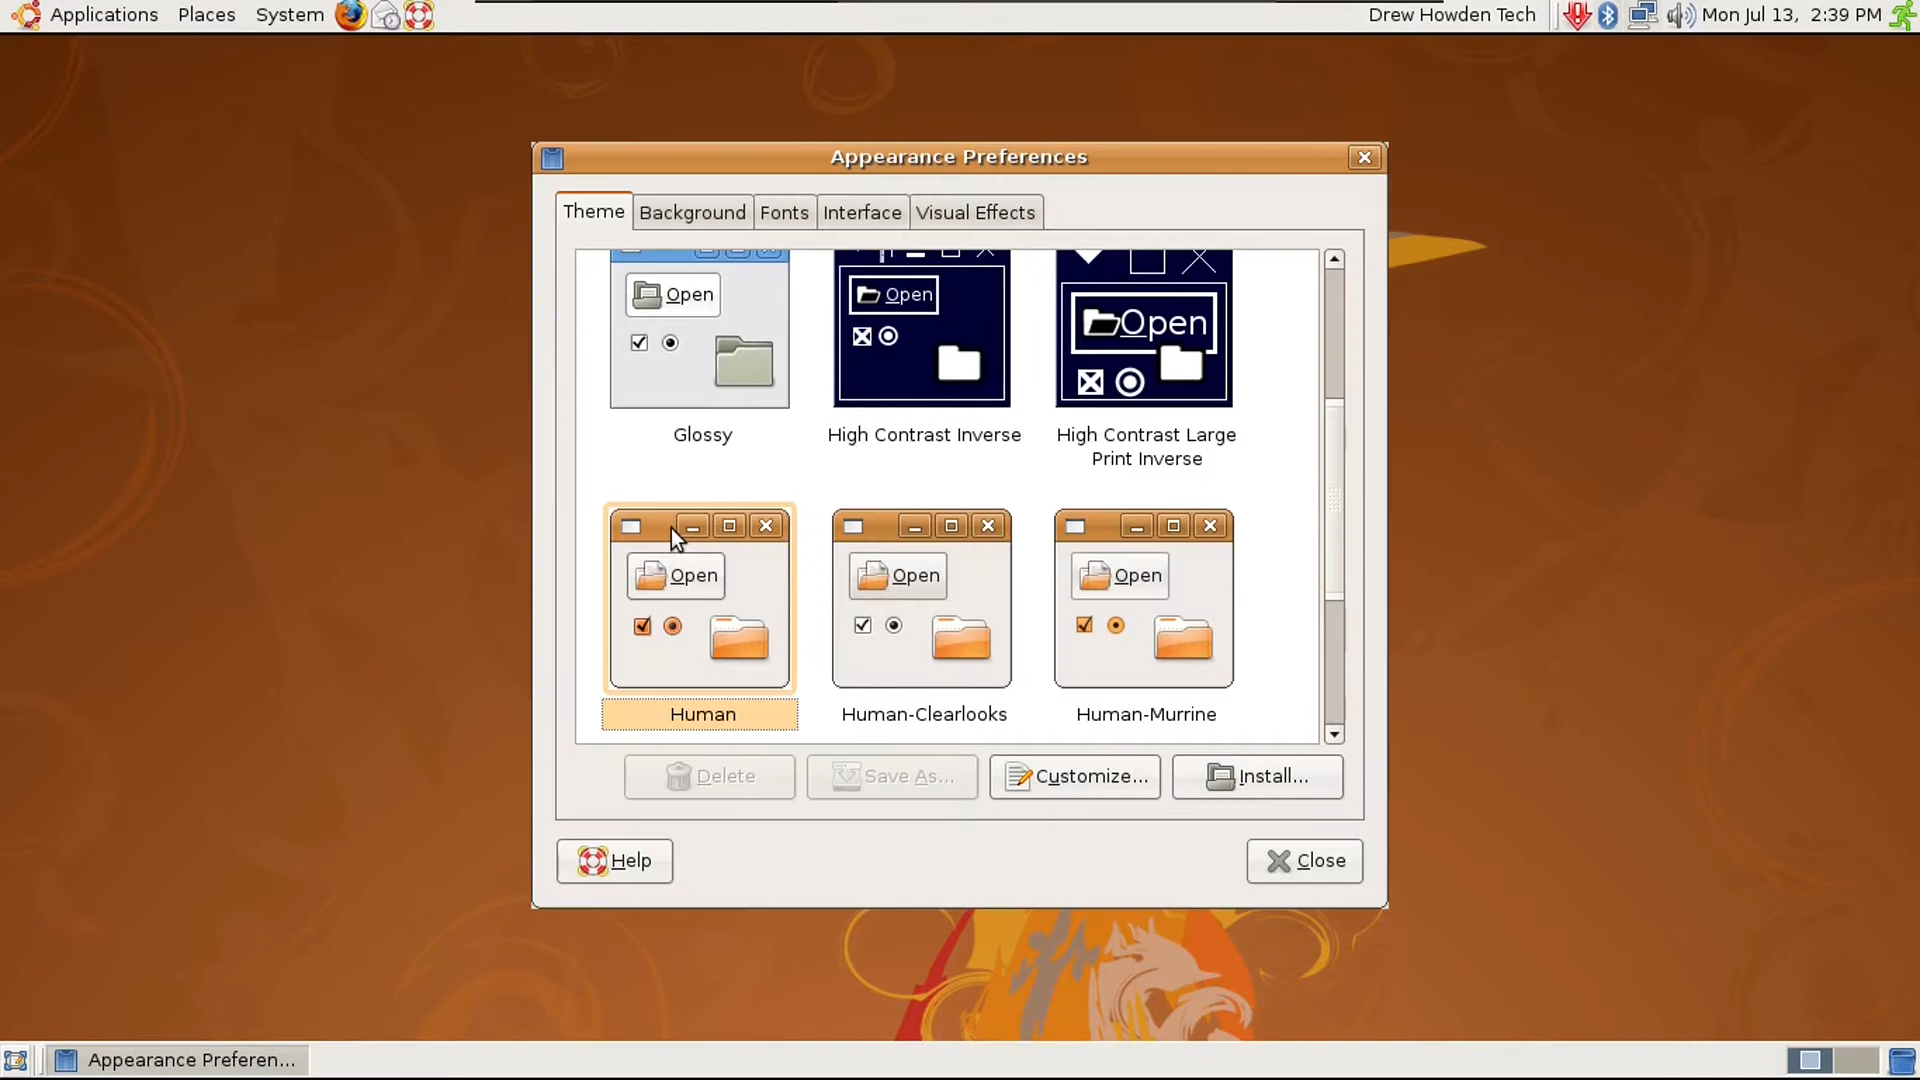 Applications Places System Drew Howden Tech Mon Jul 13, 2:39 PM
Appearance Preferences
Theme Background Fonts Interface Visual Effects
Open Open Open
Glossy High Contrast Inverse High Contrast Large
Print Inverse
Open Open Open
Human Human-Clearlooks Human-Murrine
Delete Save As... Customize... Install...
Help Close
Appearance Preferen...